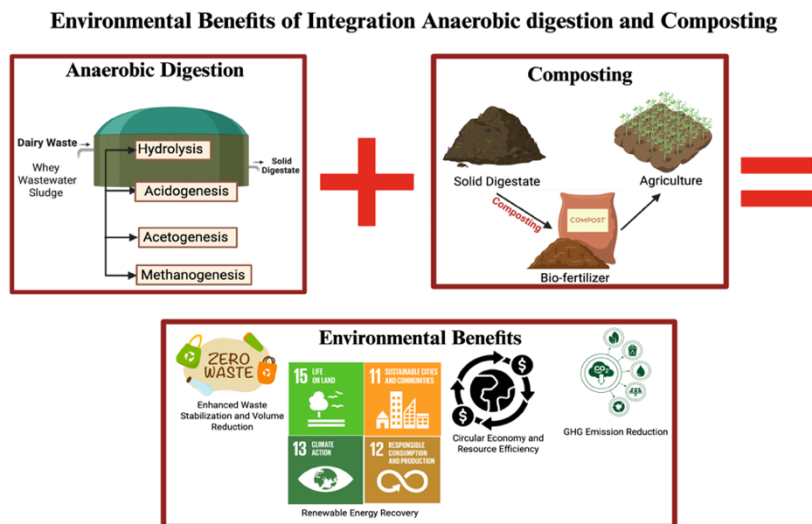 Environmental Benefits of Integration Anaerobic digestion and Composting
Anaerobic Digestion
Dairy Waste
Whey
Wastewater
Sludge
Hydrolysis
Acidogenesis
Acetogenesis
Methanogenesis
Solid
Digestate
Composting
Solid Digestate
Composting
COMPOST
Bio-fertilizer
Agriculture
Environmental Benefits
ZERO
WASTE
Enhanced Waste
Stabilization and Volume
Reduction
15 LIFE
ON LAND
11 SUSTAINABLE CITIES
AND COMMUNITIES
13 CLIMATE
ACTION
12 RESPONSIBLE
CONSUMPTION
AND PRODUCTION
Renewable Energy Recovery
$
$
Circular Economy and
Resource Efficiency
CO₂
GHG Emission Reduction